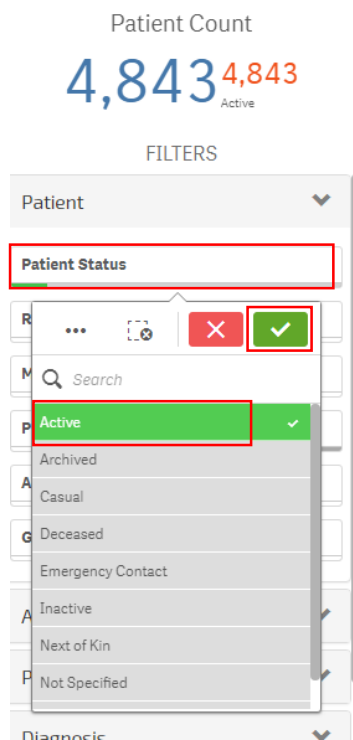 Patient Count
4,843 4,843
Active
FILTERS
Patient
Patient Status
R
M
Search
P
Active
Archived
A
Casual
G
Deceased
Emergency Contact
Inactive
A
Next of Kin
P
Not Specified
Diagnosis